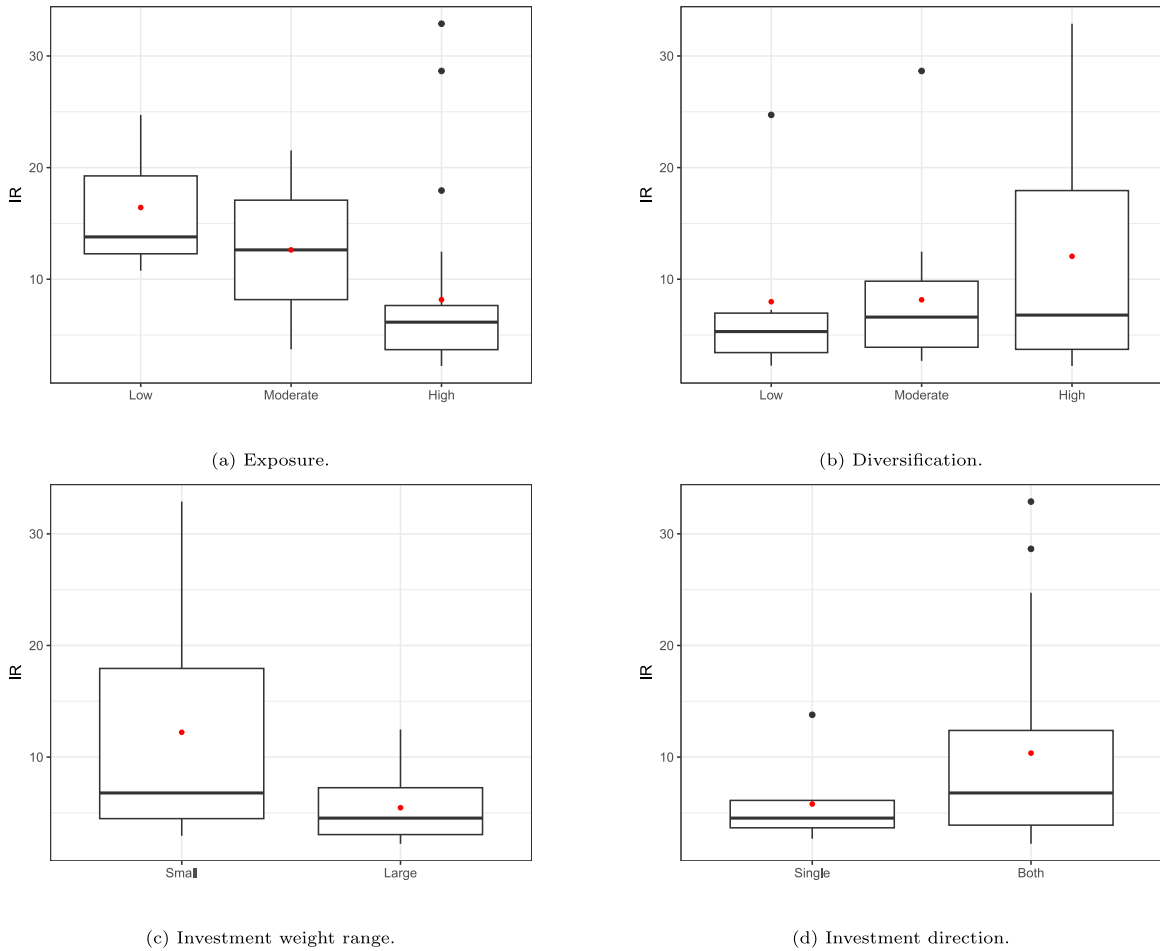 30
20
10
IR
Low Moderate High
(a) Exposure.
30
20
10
IR
Low Moderate High
(b) Diversification.
30
20
10
IR
Small Large
(c) Investment weight range.
30
20
10
IR
Single Both
(d) Investment direction.